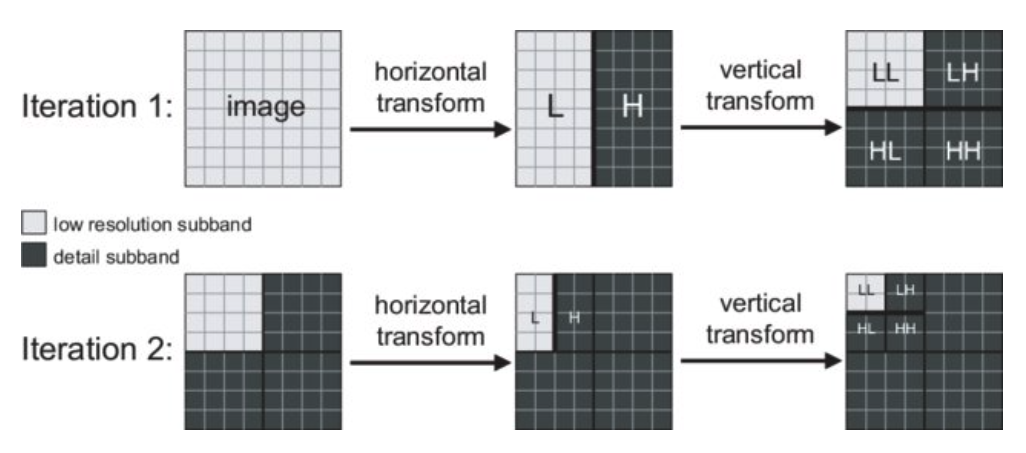 Iteration 1:
image
horizontal
transform
L H
vertical
transform
LL LH
HL HH
low resolution subband
detail subband
Iteration 2:
horizontal
transform
L H
vertical
transform
LL LH
HL HH